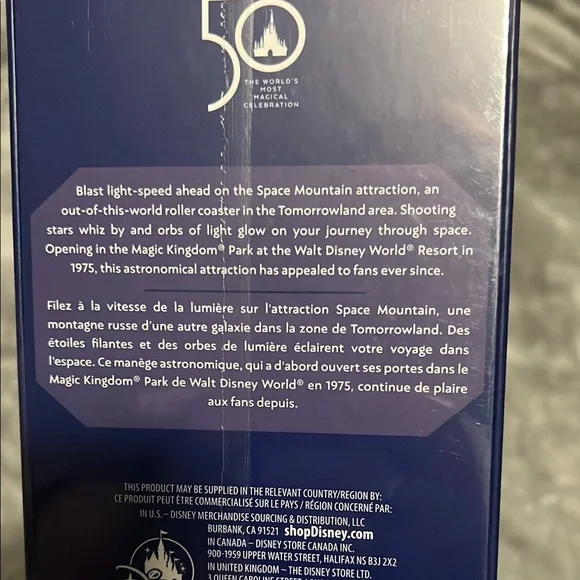 50
THE WORLD'S
MOST
MAGICAL
CELEBRATION
Blast light-speed ahead on the Space Mountain attraction, an
out-of-this-world roller coaster in the Tomorrowland area. Shooting
stars whiz by and orbs of light glow on your journey through space.
Opening in the Magic Kingdom® Park at the Walt Disney World® Resort in
1975, this astronomical attraction has appealed to fans ever since.
Filez à la vitesse de la lumière sur l'attraction Space Mountain, une
montagne russe d'une autre galaxie dans la zone de Tomorrowland. Des
étoiles filantes et des orbes de lumière éclairent votre voyage dans
l'espace. Ce manège astronomique, qui a d'abord ouvert ses portes dans le
Magic Kingdom® Park de Walt Disney World® en 1975, continue de plaire
aux fans depuis.
THIS PRODUCT MAY BE SUPPLIED IN THE RELEVANT COUNTRY/REGION BY:
CE PRODUIT PEUT ÊTRE COMMERCIALISÉ SUR LE PAYS / RÉGION CONCERNÉ PAR:
IN U.S. – DISNEY MERCHANDISE SOURCING & DISTRIBUTION, LLC
BURBANK, CA 91521 shopDisney.com
IN CANADA – DISNEY STORE CANADA INC.
900-1959 UPPER WATER STREET, HALIFAX NS B3J 2X2
IN UNITED KINGDOM – THE DISNEY STORE LTD.
3 QUEEN CAROLINE STREET,